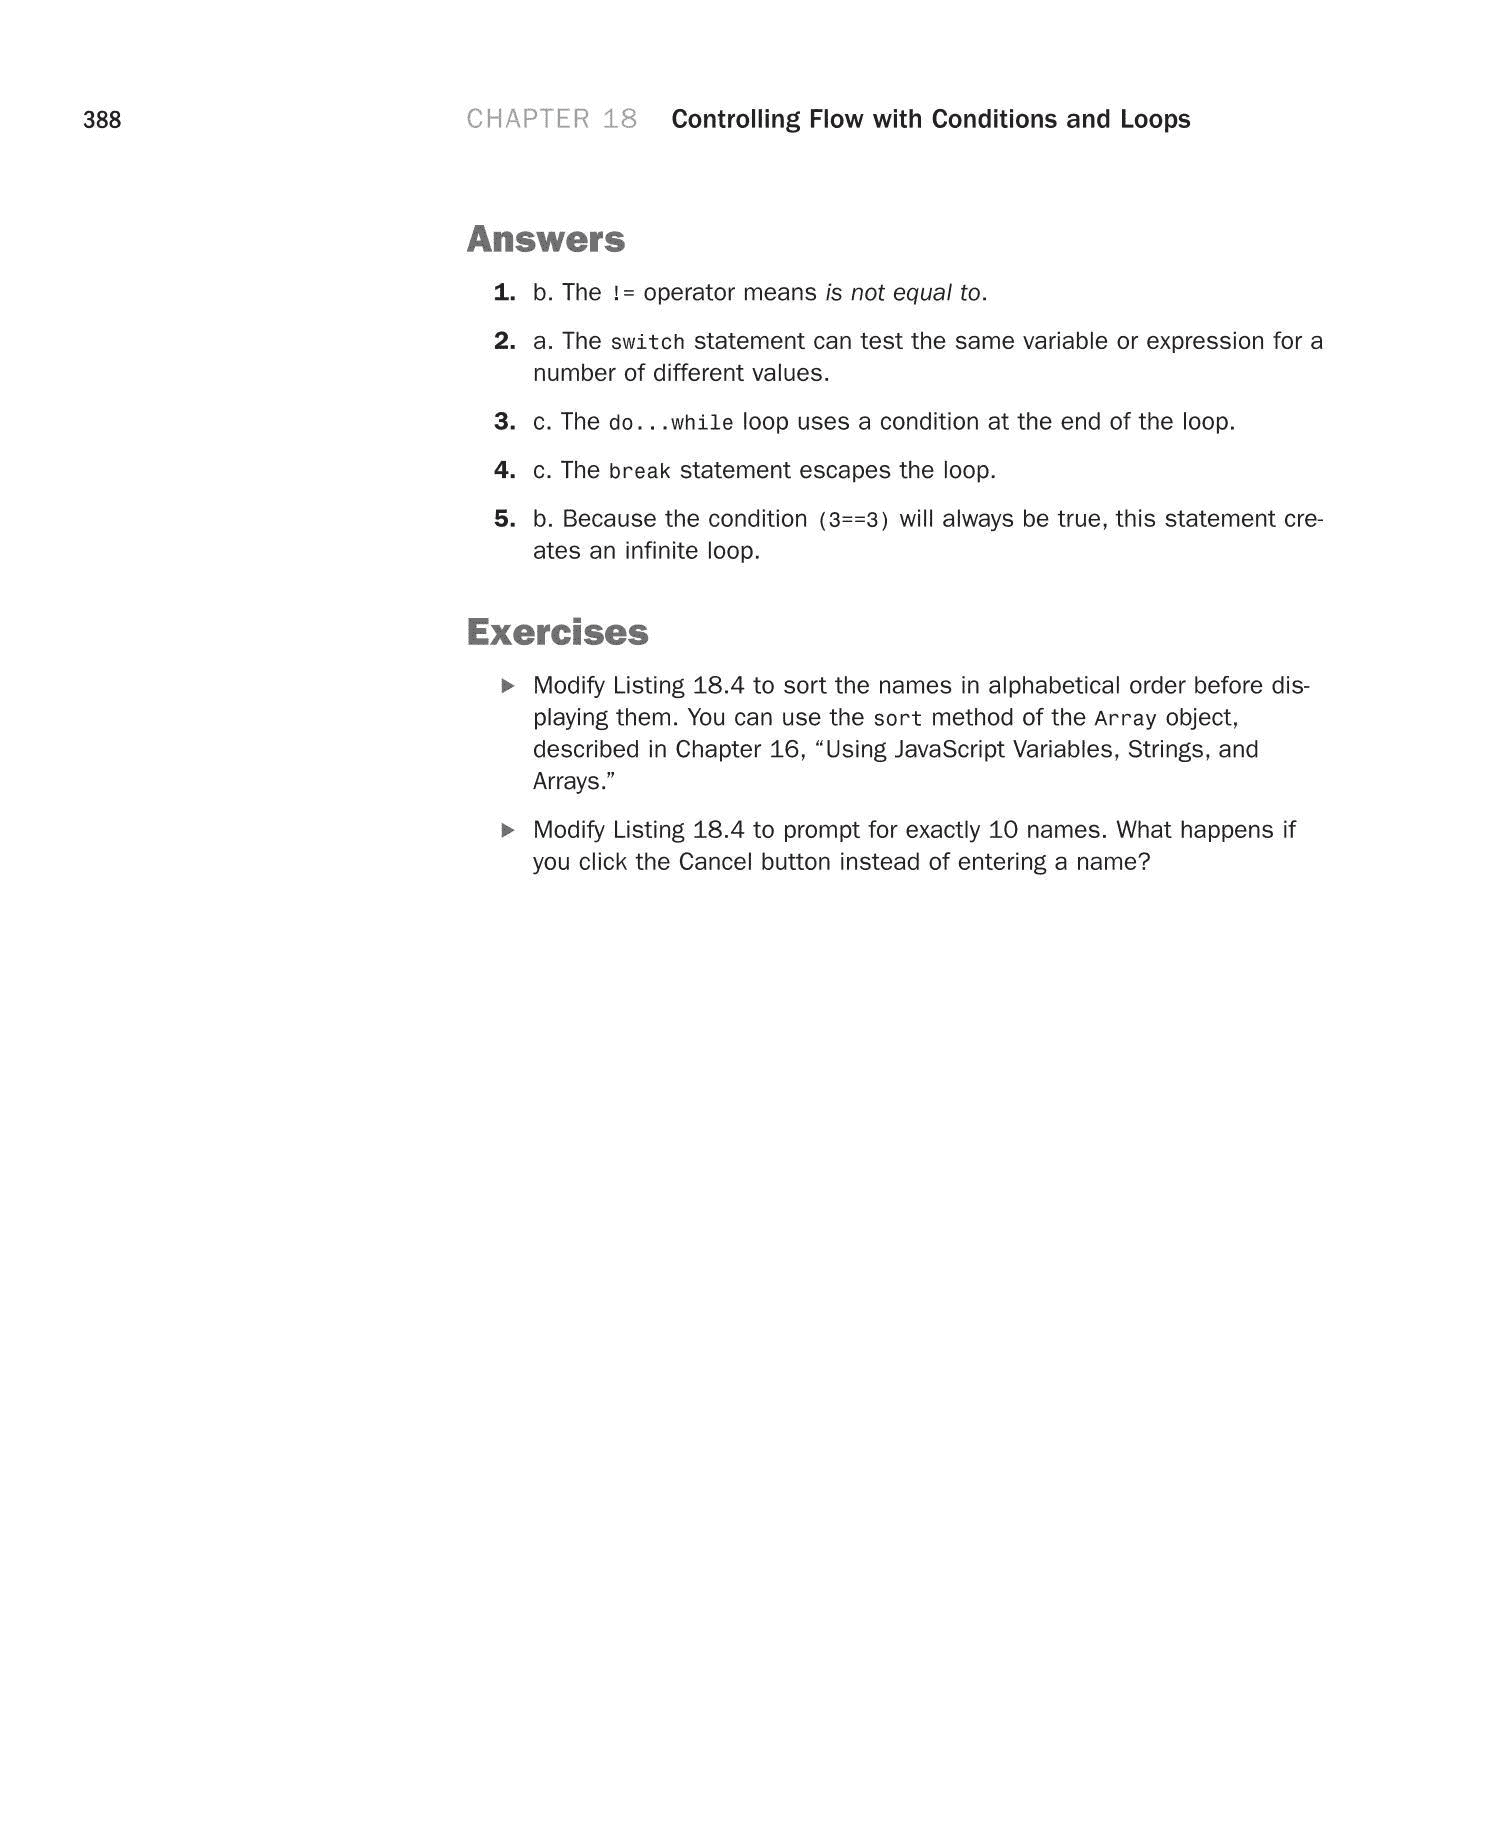 388 CHAPTER 18 Controlling Flow with Conditions and Loops
Answers
1. b. The != operator means is not equal to.
2. a. The switch statement can test the same variable or expression for a
number of different values.
3. c. The do...while loop uses a condition at the end of the loop.
4. c. The break statement escapes the loop.
5. b. Because the condition (3==3) will always be true, this statement cre-
ates an infinite loop.
Exercises
▶ Modify Listing 18.4 to sort the names in alphabetical order before dis-
playing them. You can use the sort method of the Array object,
described in Chapter 16, “Using JavaScript Variables, Strings, and
Arrays.”
▶ Modify Listing 18.4 to prompt for exactly 10 names. What happens if
you click the Cancel button instead of entering a name?